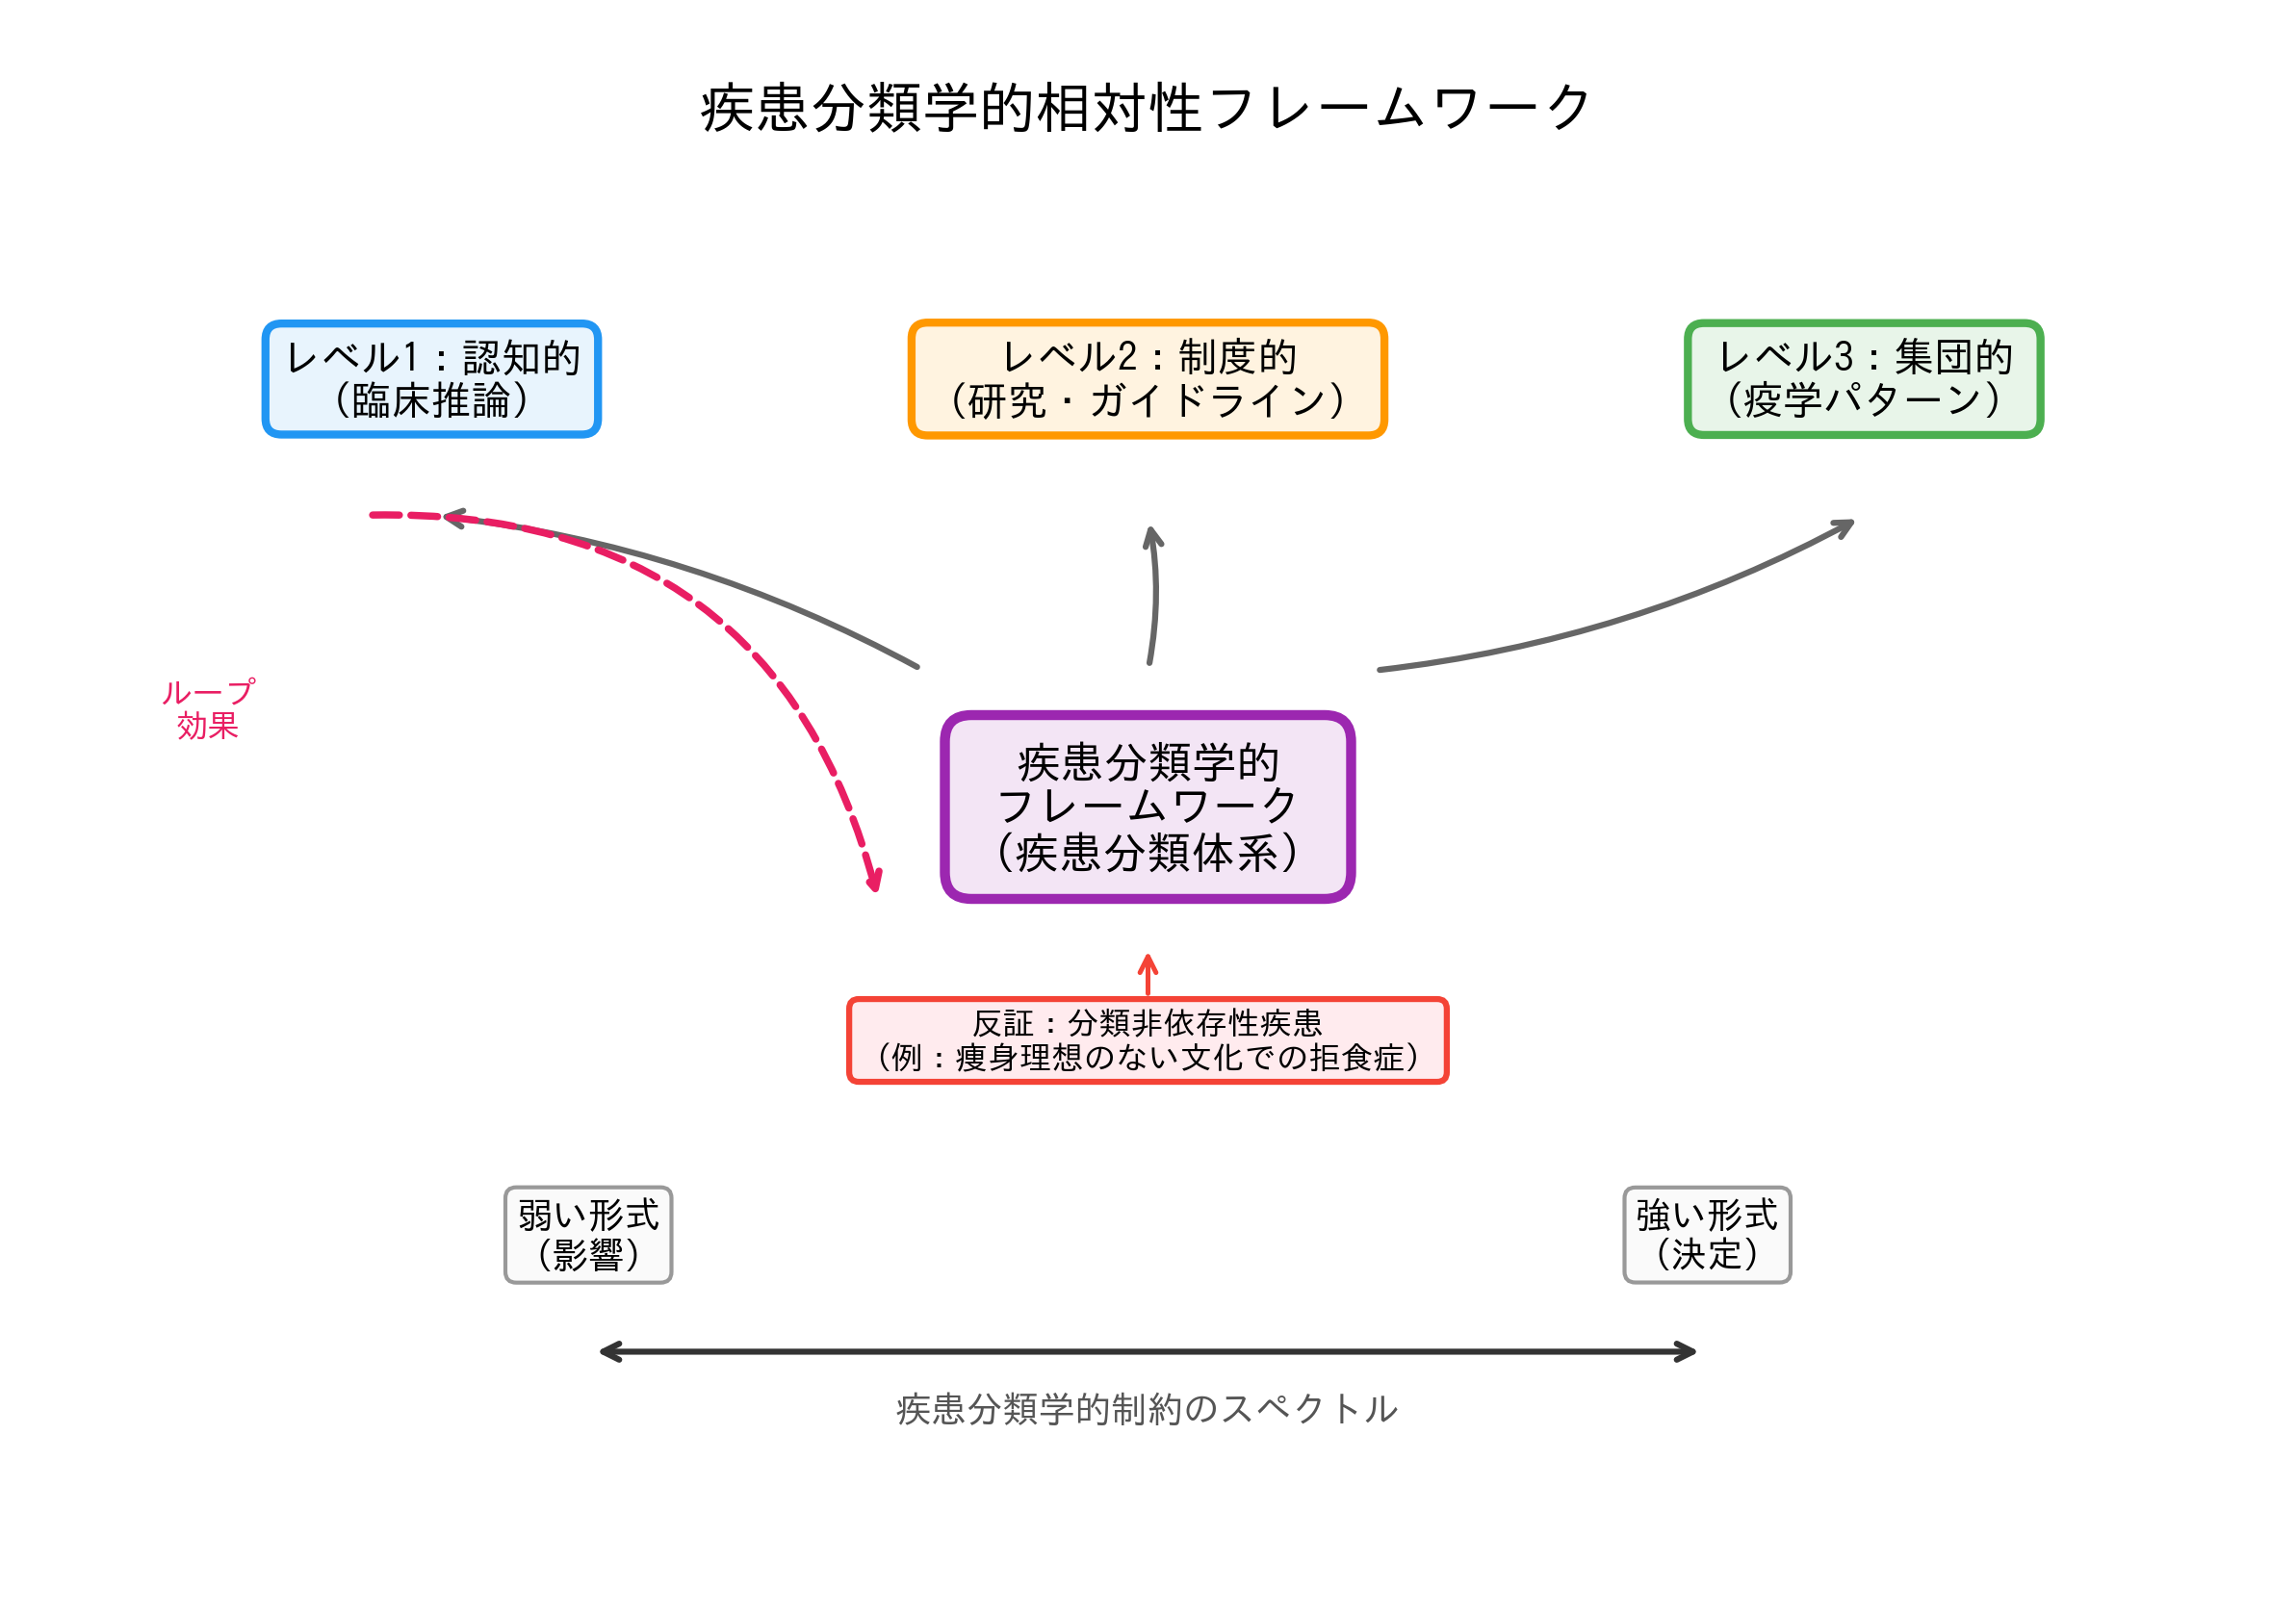 疾患分類学的相対性フレームワーク
レベル1：認知的
（臨床推論）
レベル2：制度的
（研究・ガイドライン）
レベル3：集団的
（疫学パターン）
ループ
効果
疾患分類学的
フレームワーク
（疾患分類体系）
反証：分類非依存性疾患
（例：痩身理想のない文化での拒食症）
弱い形式
（影響）
強い形式
（決定）
疾患分類学的制約のスペクトル